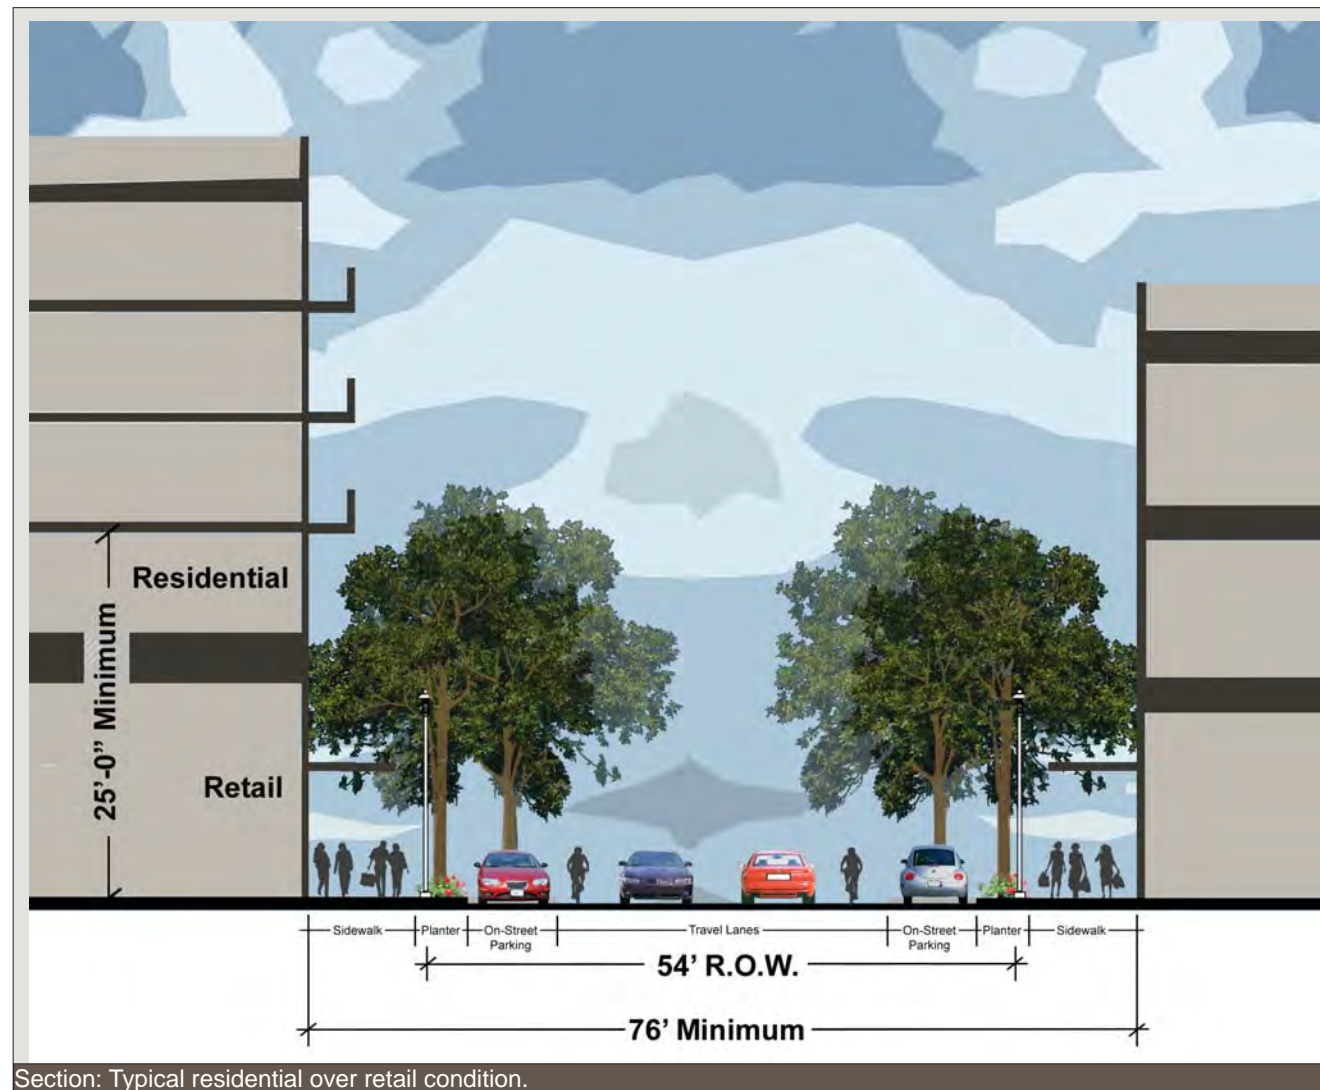 Residential
25’-0” Minimum
Retail
Sidewalk
Planter
On-Street
Parking
Travel Lanes
On-Street
Parking
Planter
Sidewalk
54’ R.O.W.
76’ Minimum
Section: Typical residential over retail condition.